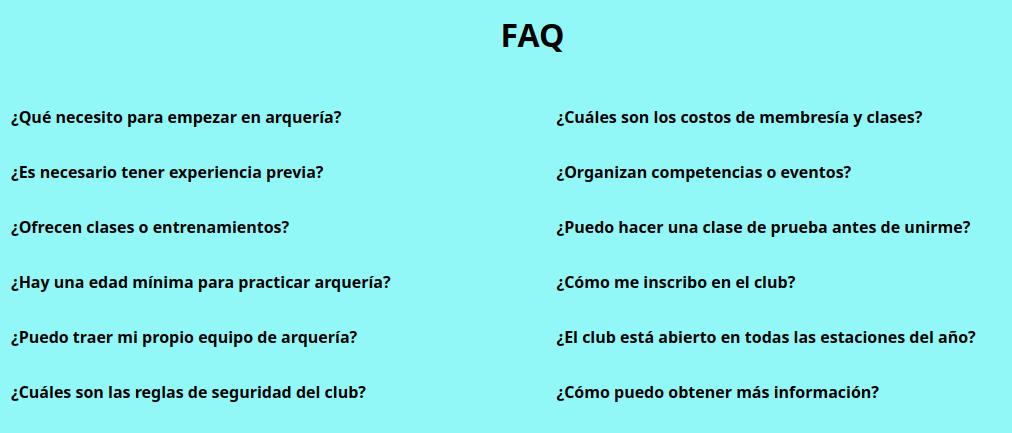 FAQ
¿Qué necesito para empezar en arquería?
¿Es necesario tener experiencia previa?
¿Ofrecen clases o entrenamientos?
¿Hay una edad mínima para practicar arquería?
¿Puedo traer mi propio equipo de arquería?
¿Cuáles son las reglas de seguridad del club?
¿Cuáles son los costos de membresía y clases?
¿Organizan competencias o eventos?
¿Puedo hacer una clase de prueba antes de unirme?
¿Cómo me inscribo en el club?
¿El club está abierto en todas las estaciones del año?
¿Cómo puedo obtener más información?